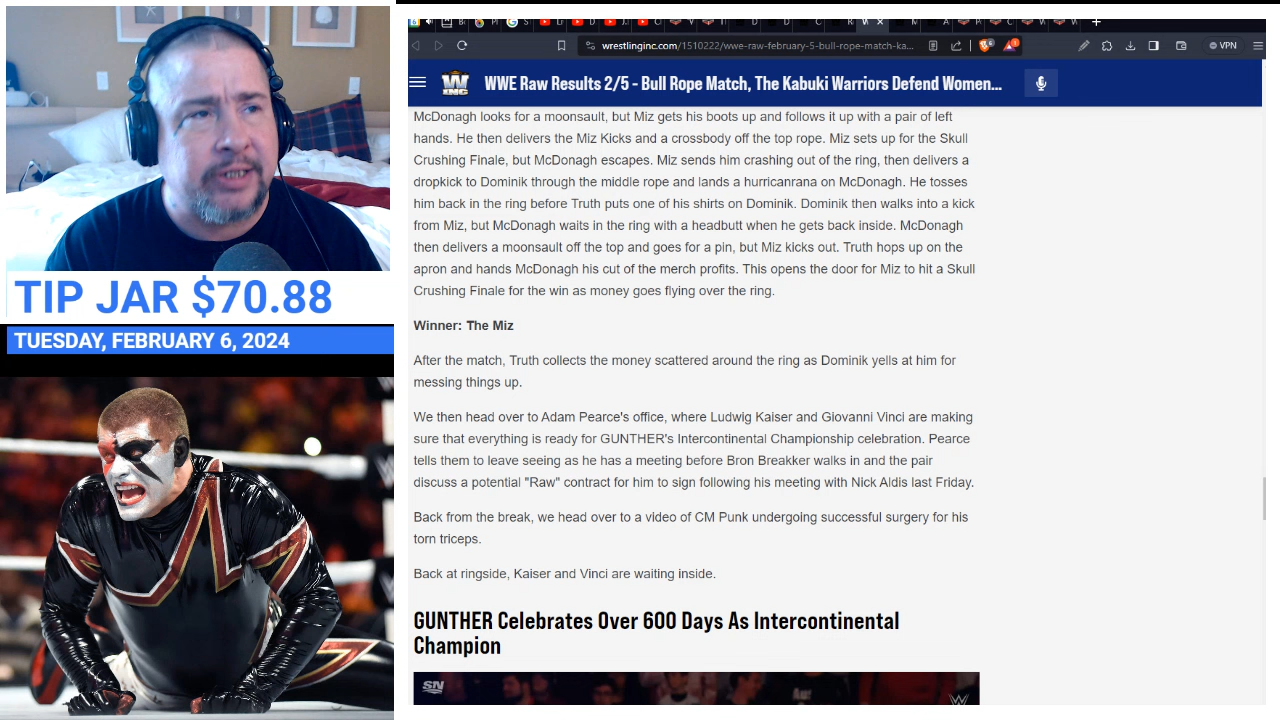 TIP JAR $70.88
TUESDAY, FEBRUARY 6, 2024
wrestlinginc.com/1510222/wwe-raw-february-5-bull-rope-match-ka...
VPN
W
ING
WWE Raw Results 2/5 - Bull Rope Match, The Kabuki Warriors Defend Women...
McDonagh looks for a moonsault, but Miz gets his boots up and follows it up with a pair of left
hands. He then delivers the Miz Kicks and a crossbody off the top rope. Miz sets up for the Skull
Crushing Finale, but McDonagh escapes. Miz sends him crashing out of the ring, then delivers a
dropkick to Dominik through the middle rope and lands a hurricanrana on McDonagh. He tosses
him back in the ring before Truth puts one of his shirts on Dominik. Dominik then walks into a kick
from Miz, but McDonagh waits in the ring with a headbutt when he gets back inside. McDonagh
then delivers a moonsault off the top and goes for a pin, but Miz kicks out. Truth hops up on the
apron and hands McDonagh his cut of the merch profits. This opens the door for Miz to hit a Skull
Crushing Finale for the win as money goes flying over the ring.
Winner: The Miz
After the match, Truth collects the money scattered around the ring as Dominik yells at him for
messing things up.
We then head over to Adam Pearce's office, where Ludwig Kaiser and Giovanni Vinci are making
sure that everything is ready for GUNTHER's Intercontinental Championship celebration. Pearce
tells them to leave seeing as he has a meeting before Bron Breakker walks in and the pair
discuss a potential "Raw" contract for him to sign following his meeting with Nick Aldis last Friday.
Back from the break, we head over to a video of CM Punk undergoing successful surgery for his
torn triceps.
Back at ringside, Kaiser and Vinci are waiting inside.
GUNTHER Celebrates Over 600 Days As Intercontinental
Champion
SN